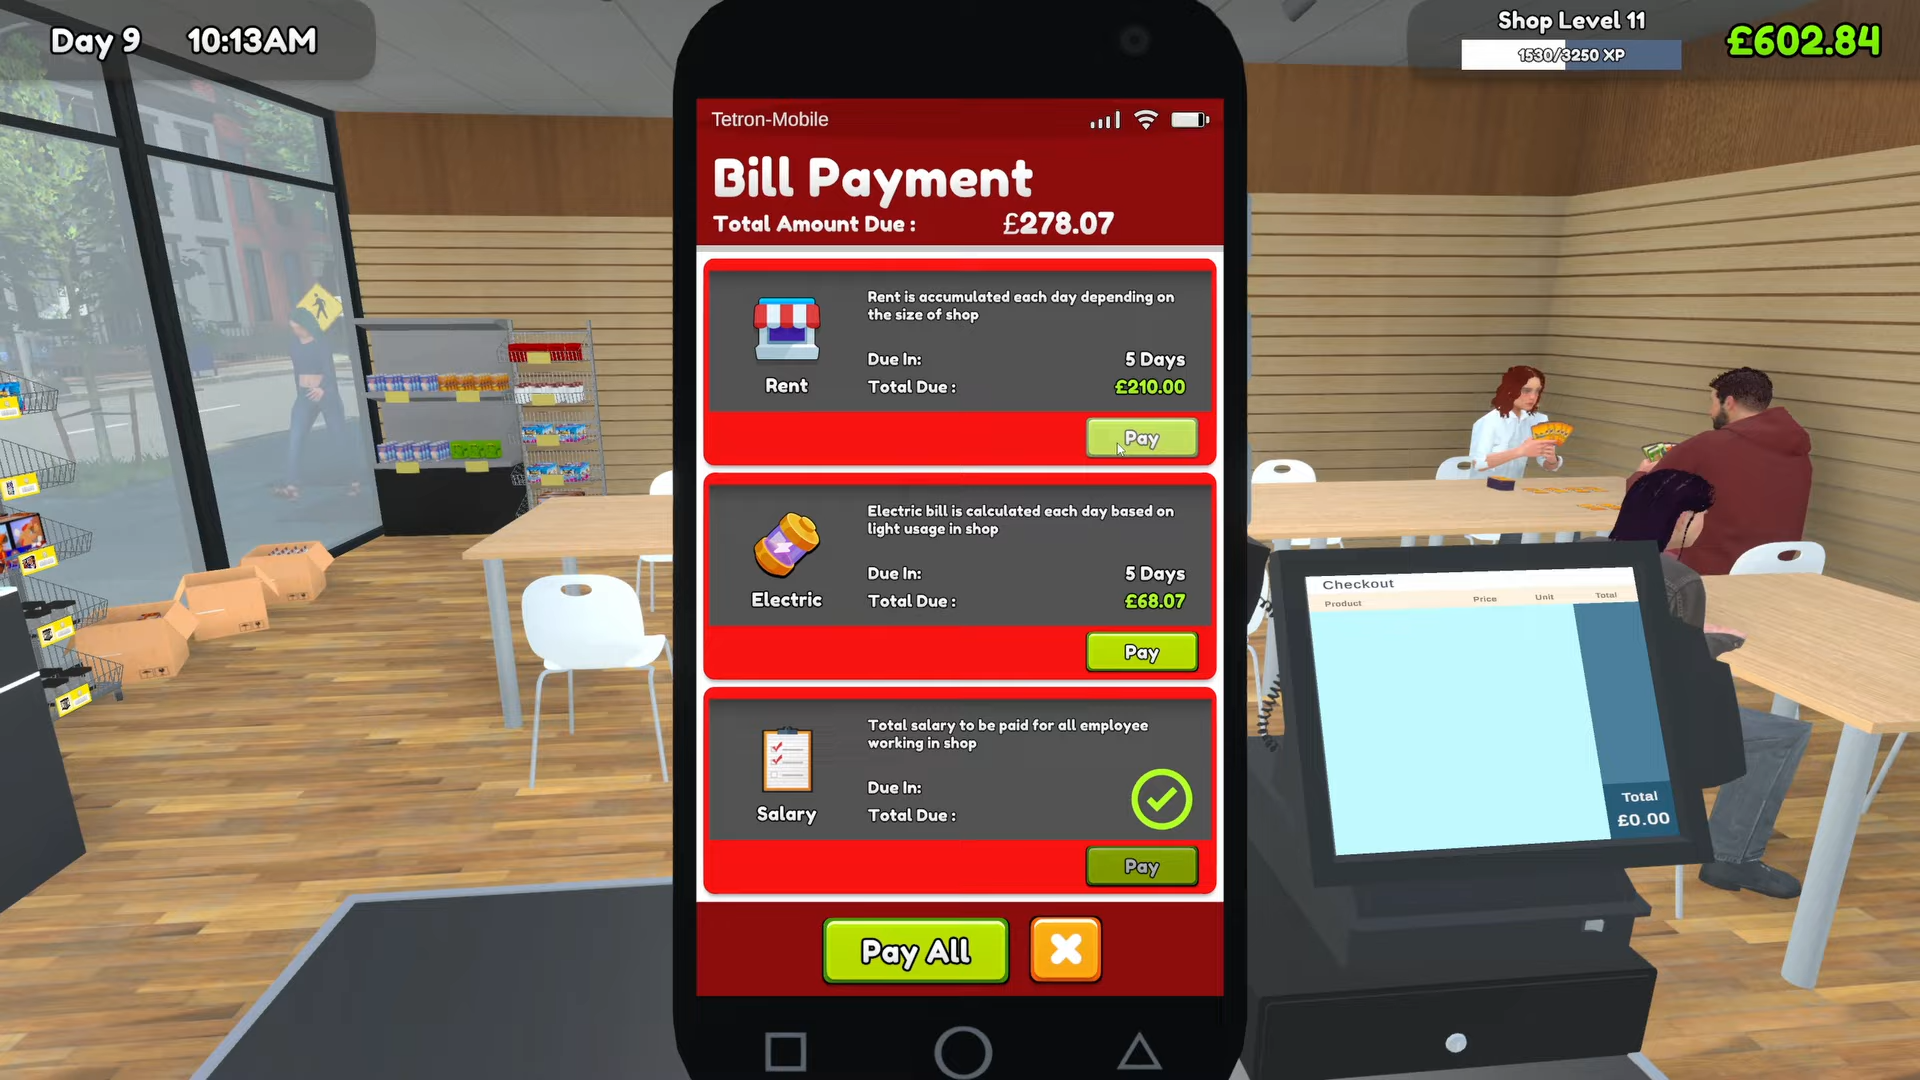 Day 9
10:13AM
Shop Level 11
1530/3250 XP
£602.84
Tetron-Mobile
Bill Payment
Total Amount Due :
£278.07
Rent is accumulated each day depending on
the size of shop
Due In:
5 Days
Total Due :
£210.00
Rent
Pay
Electric bill is calculated each day based on
light usage in shop
Due In:
5 Days
Total Due :
£68.07
Electric
Pay
Total salary to be paid for all employee
working in shop
Due In:
Total Due :
Salary
Pay
Pay All
Checkout
Product
Price
Unit
Total
Total
£0.00